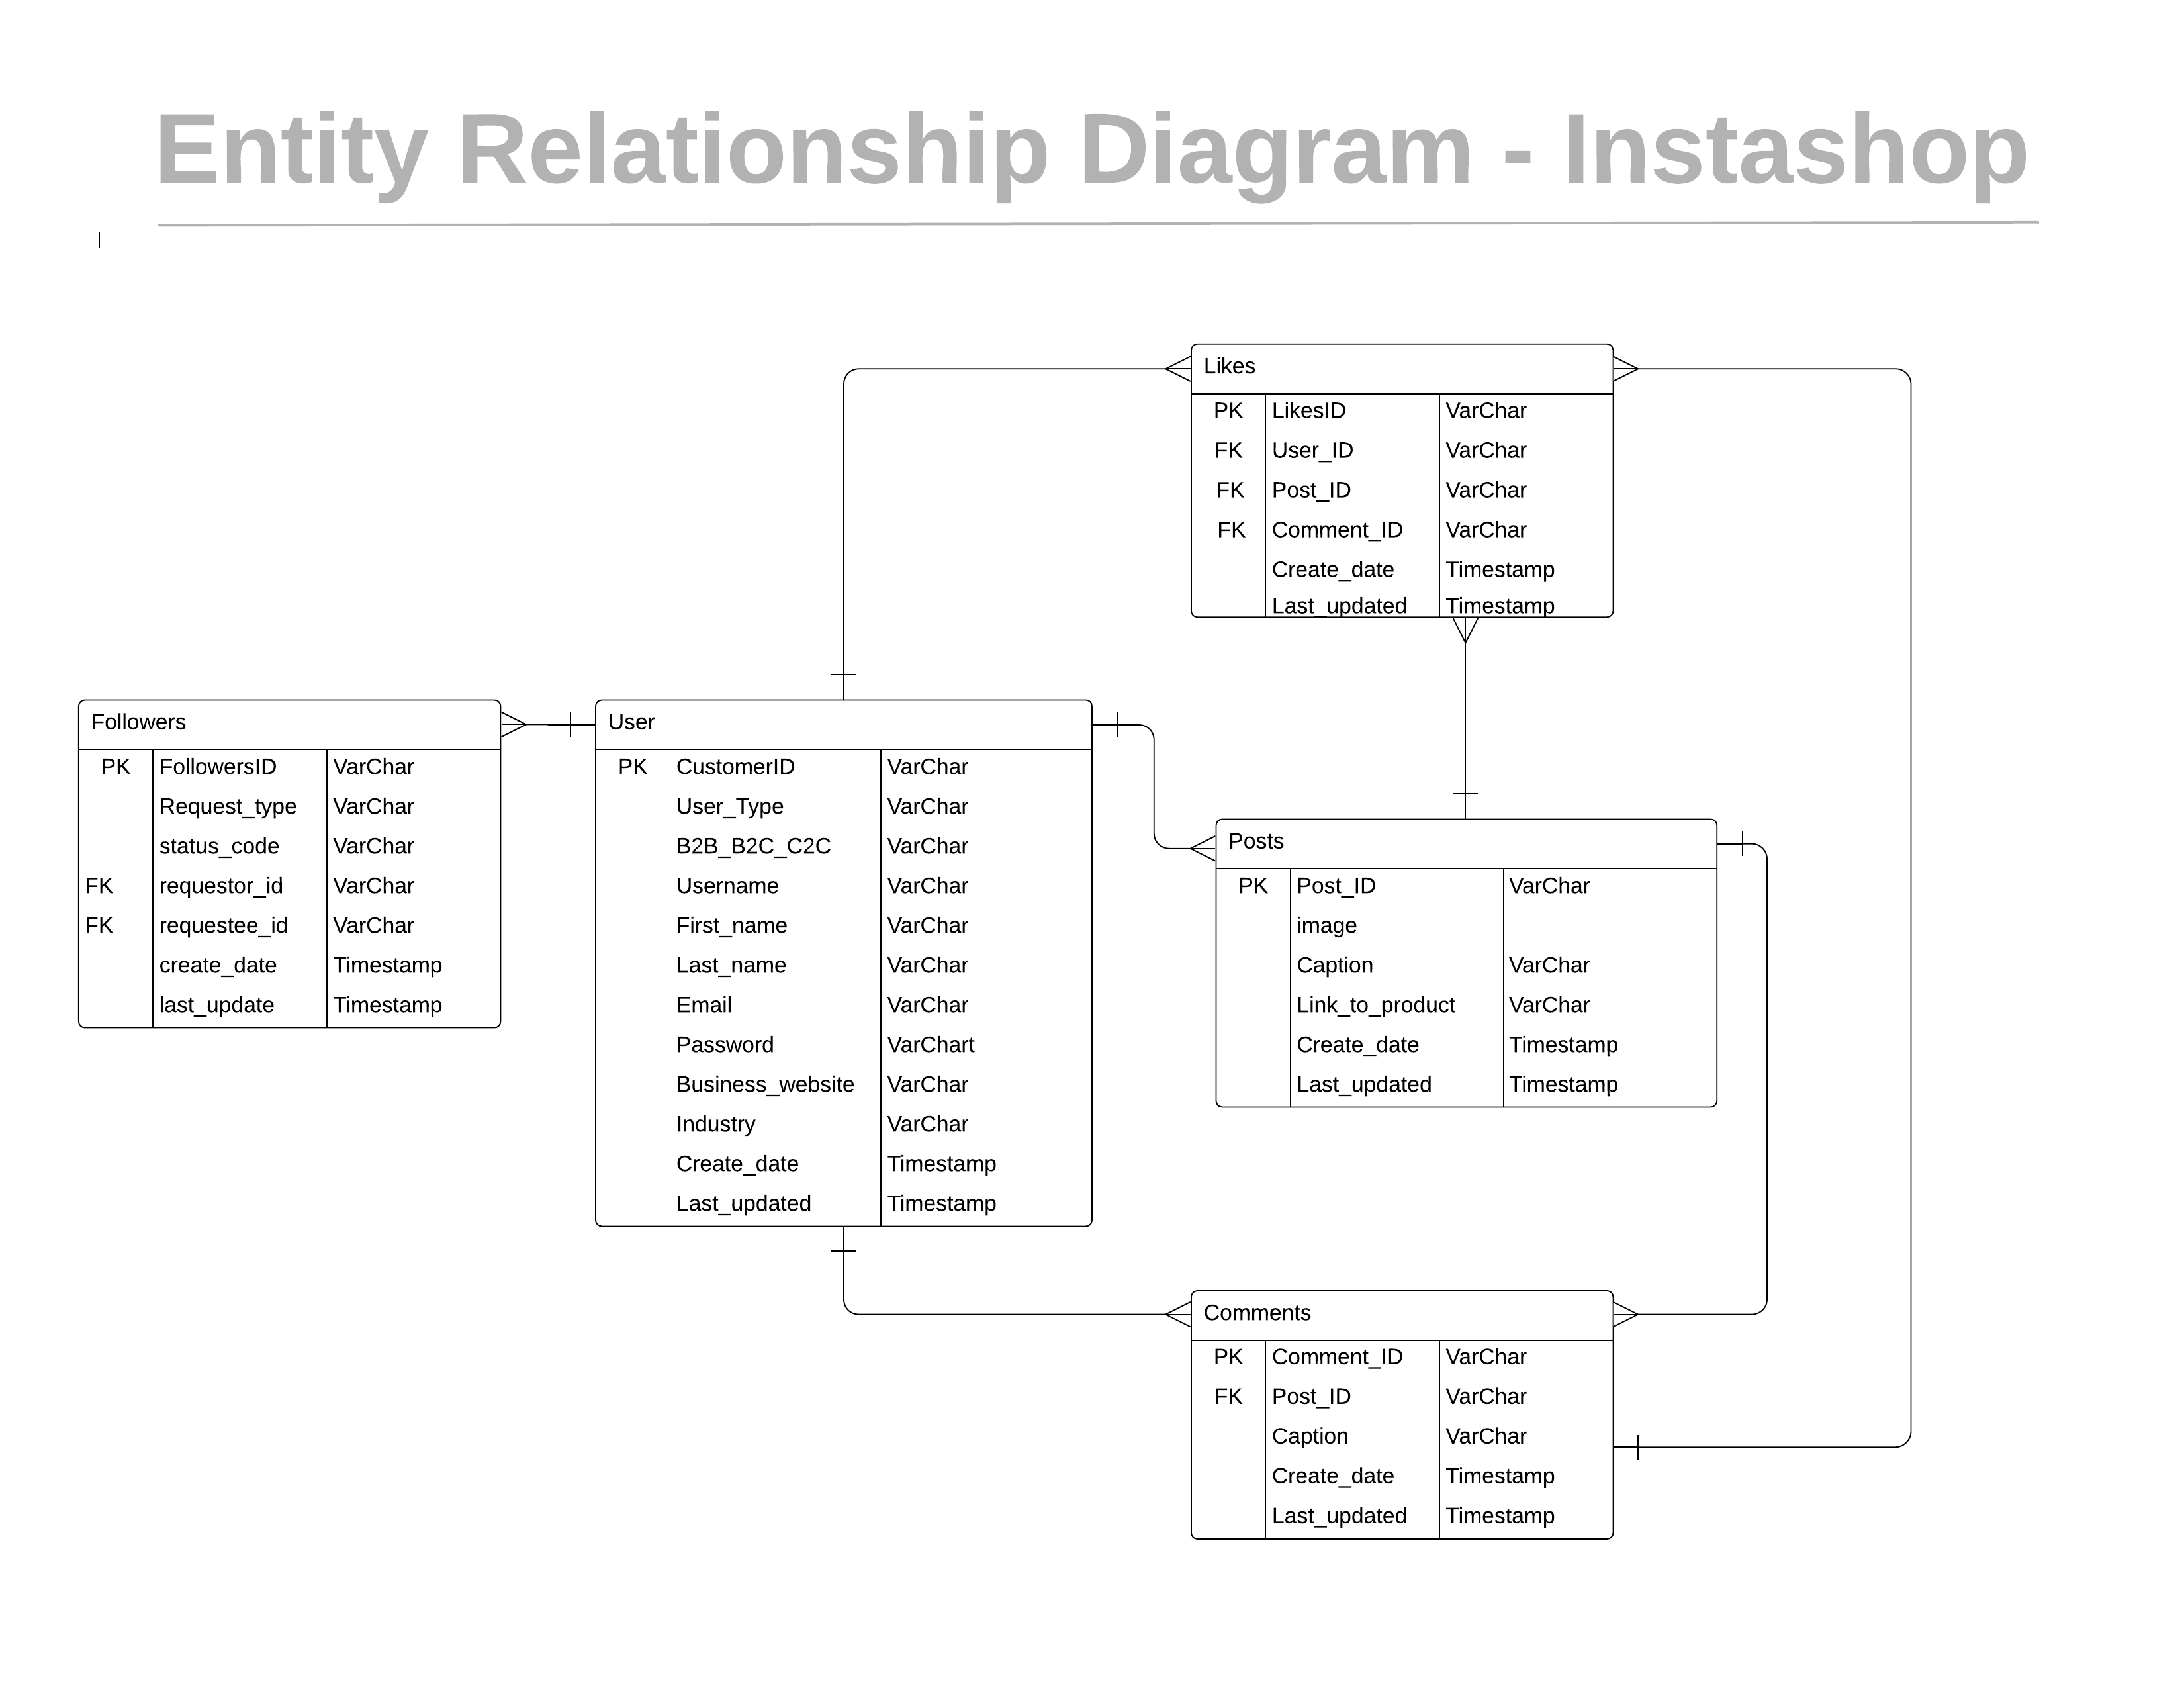 Entity Relationship Diagram - Instashop
Likes
PK LikesID VarChar
FK User_ID VarChar
FK Post_ID VarChar
FK Comment_ID VarChar
Create_date Timestamp
Last_updated Timestamp
Followers
PK FollowersID VarChar
Request_type VarChar
status_code VarChar
FK requestor_id VarChar
FK requestee_id VarChar
create_date Timestamp
last_update Timestamp
User
PK CustomerID VarChar
User_Type VarChar
B2B_B2C_C2C VarChar
Username VarChar
First_name VarChar
Last_name VarChar
Email VarChar
Password VarChart
Business_website VarChar
Industry VarChar
Create_date Timestamp
Last_updated Timestamp
Posts
PK Post_ID VarChar
image
Caption VarChar
Link_to_product VarChar
Create_date Timestamp
Last_updated Timestamp
Comments
PK Comment_ID VarChar
FK Post_ID VarChar
Caption VarChar
Create_date Timestamp
Last_updated Timestamp